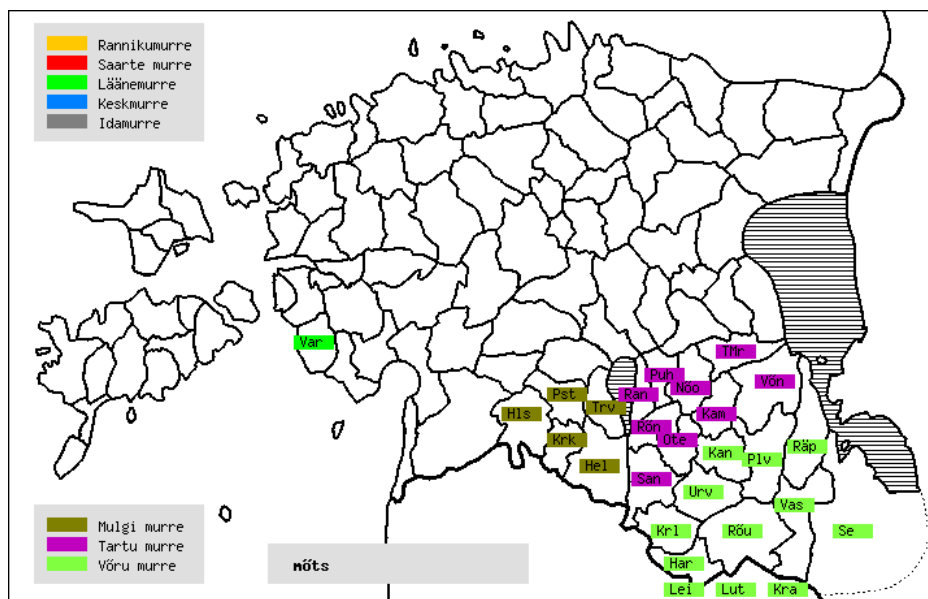 Rannikumurre
Saarte murre
Läänemurre
Keskmurre
Idamurre
Var
TMr
Puh
Nõo
Võn
Pst
Trv
Ran
Hls
Kam
Rõn
Krk
Ote
Kan
Plv
Räp
Hel
San
Urv
Vas
Krl
Rõu
Se
Har
Lei
Lut
Kra
Mulgi murre
Tartu murre
Võru murre
mõts